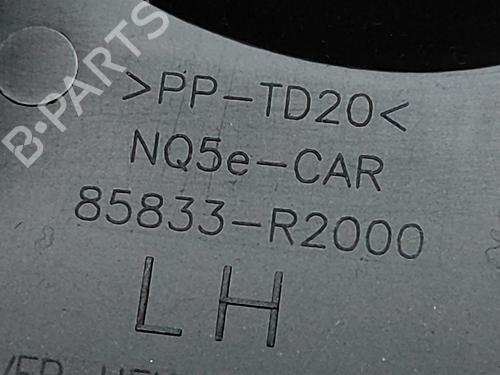 B-PARTS
>PP-TD20<
NQ5e-CAR
85833-R2000
LH